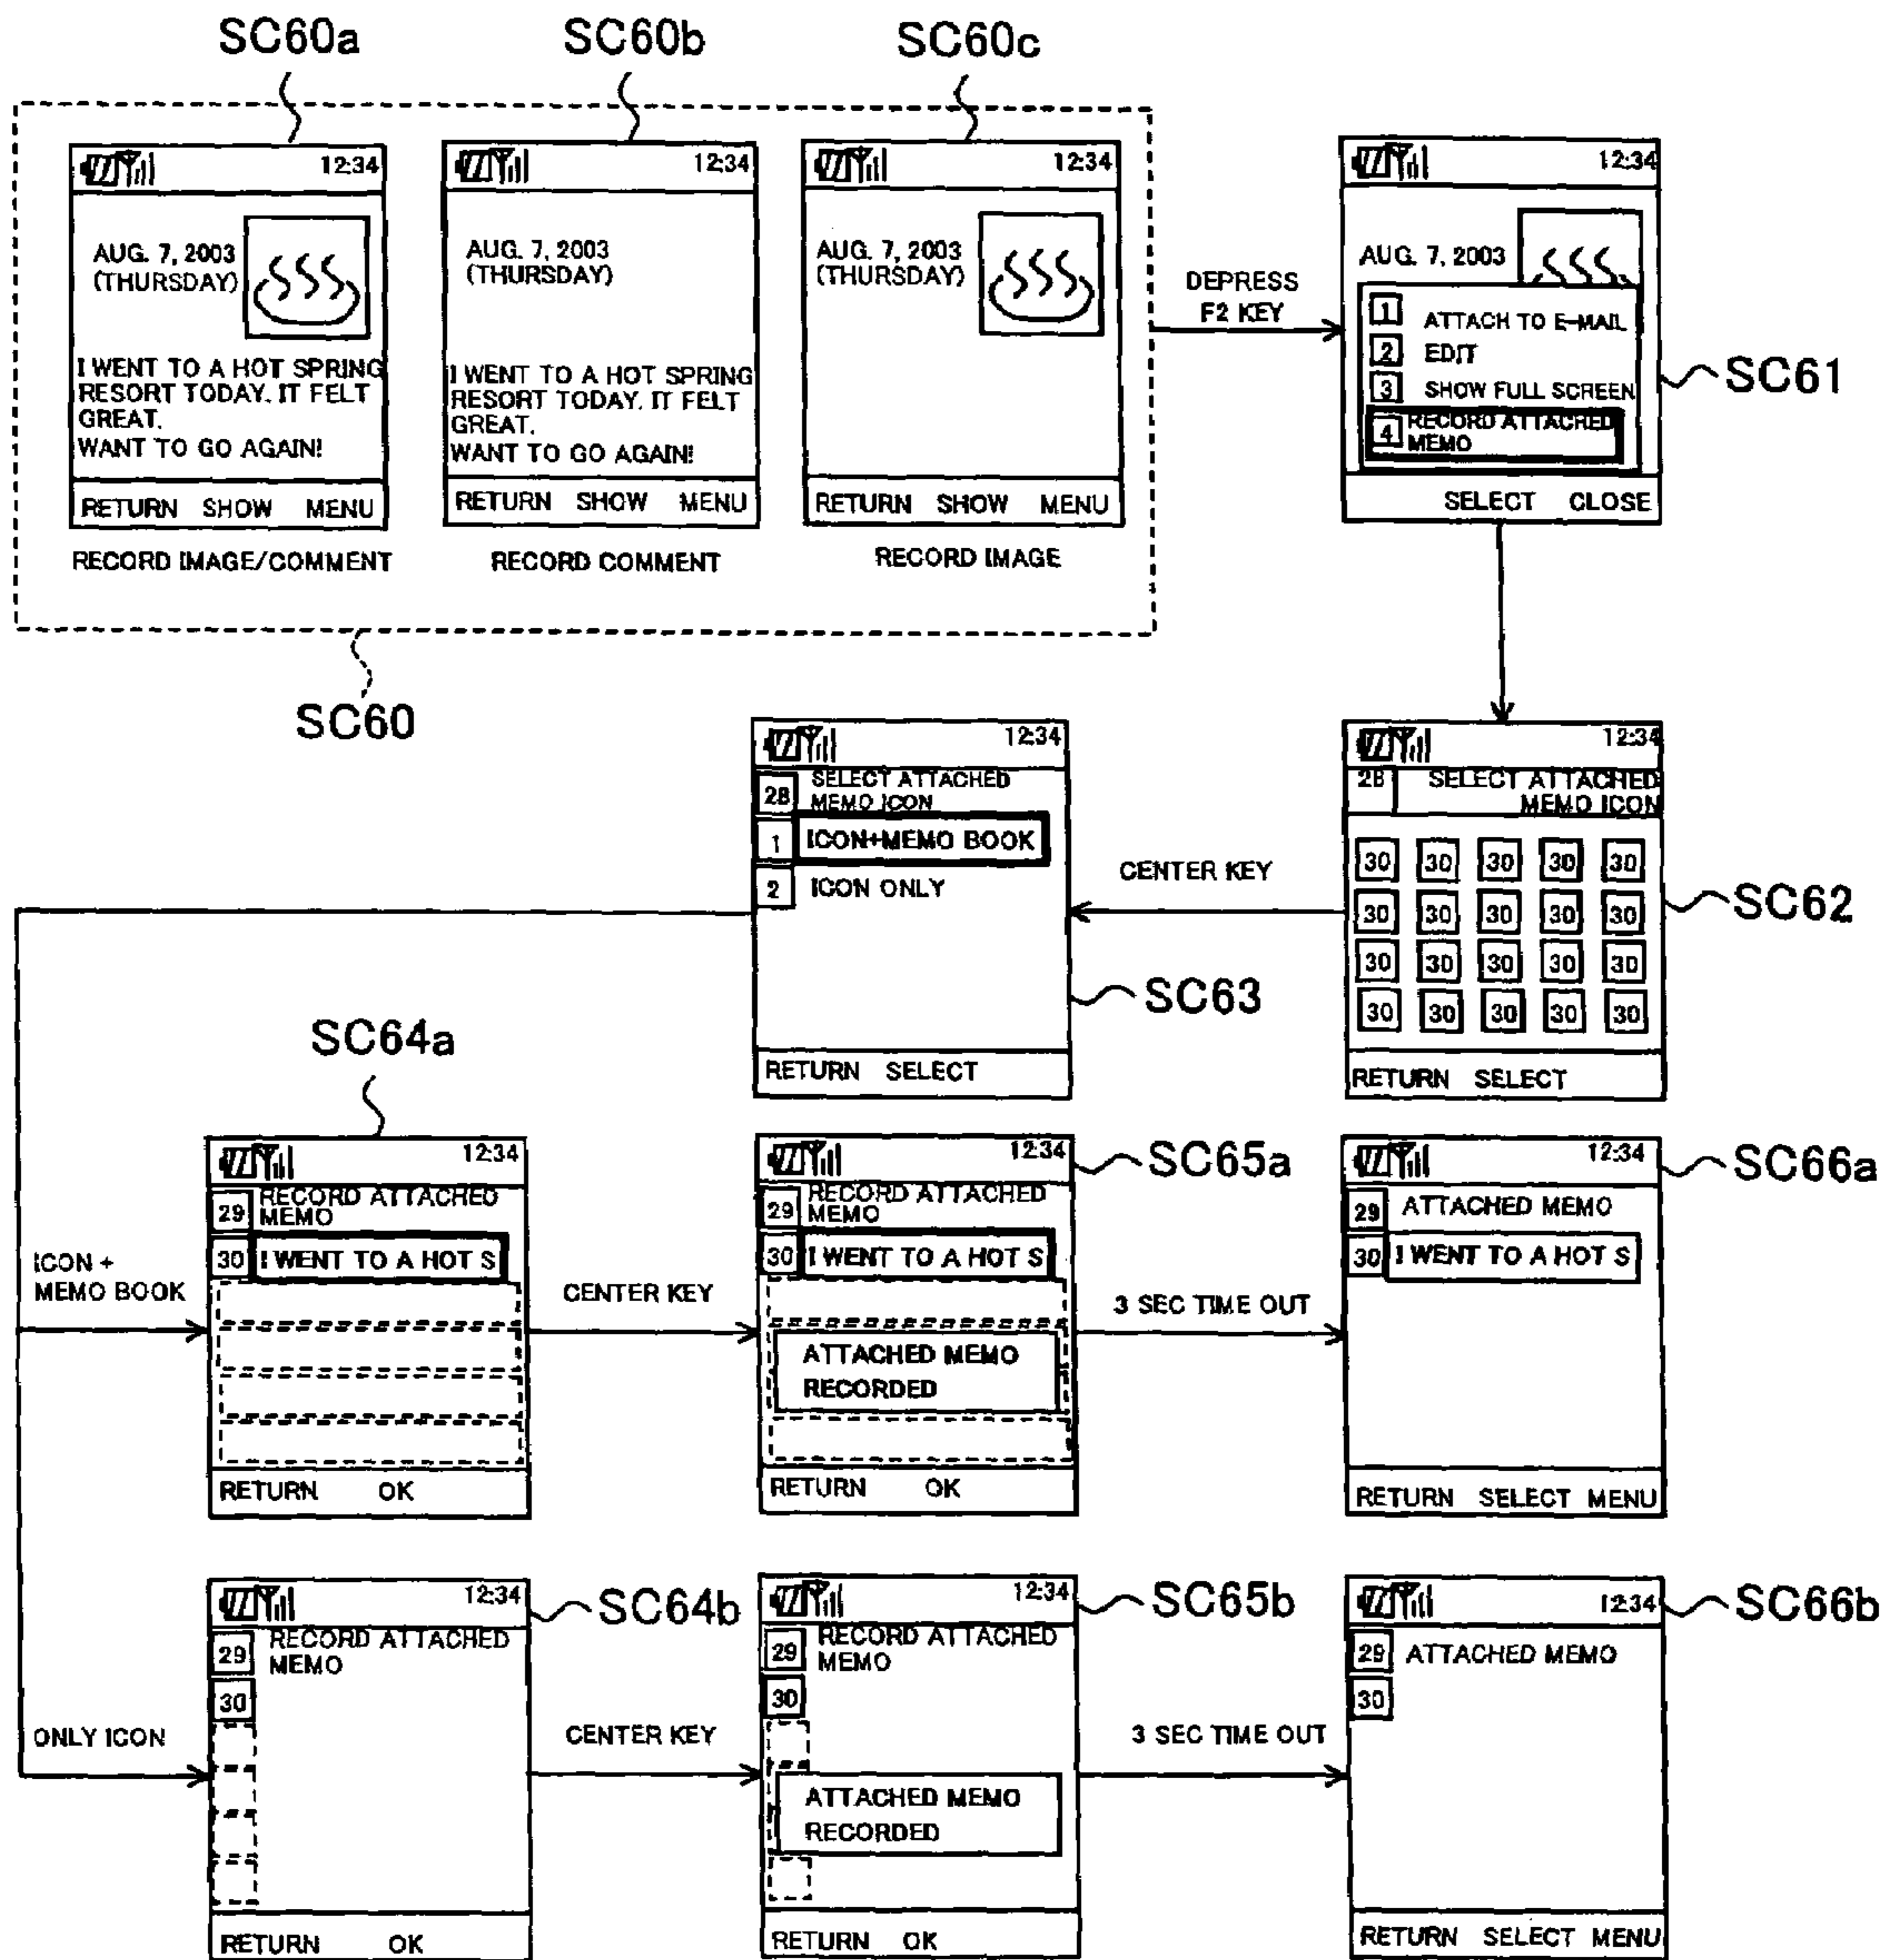 SC60a
SC60b
SC60c
12:34
AUG. 7, 2003
(THURSDAY)
I WENT TO A HOT SPRING
RESORT TODAY. IT FELT
GREAT.
WANT TO GO AGAIN!
RETURN SHOW MENU
RECORD IMAGE/COMMENT
12:34
AUG. 7, 2003
(THURSDAY)
I WENT TO A HOT SPRING
RESORT TODAY. IT FELT
GREAT.
WANT TO GO AGAIN!
RETURN SHOW MENU
RECORD COMMENT
12:34
AUG. 7, 2003
(THURSDAY)
RETURN SHOW MENU
RECORD IMAGE
SC60
DEPRESS
F2 KEY
12:34
AUG. 7, 2003
1 ATTACH TO E-MAIL
2 EDIT
3 SHOW FULL SCREEN
4 RECORD ATTACHED
MEMO
SELECT CLOSE
SC61
12:34
28 SELECT ATTACHED
MEMO ICON
30 30 30 30 30
30 30 30 30 30
30 30 30 30 30
30 30 30 30 30
RETURN SELECT
SC62
CENTER KEY
12:34
28 SELECT ATTACHED
MEMO ICON
1 ICON+MEMO BOOK
2 ICON ONLY
RETURN SELECT
SC63
ICON +
MEMO BOOK
SC64a
12:34
29 RECORD ATTACHED
MEMO
30 I WENT TO A HOT S
RETURN OK
CENTER KEY
12:34
SC65a
29 RECORD ATTACHED
MEMO
30 I WENT TO A HOT S
ATTACHED MEMO
RECORDED
RETURN OK
3 SEC TIME OUT
12:34
SC66a
29 ATTACHED MEMO
30 I WENT TO A HOT S
RETURN SELECT MENU
ONLY ICON
12:34
SC64b
29 RECORD ATTACHED
MEMO
30
RETURN OK
CENTER KEY
12:34
SC65b
29 RECORD ATTACHED
MEMO
30
ATTACHED MEMO
RECORDED
RETURN OK
3 SEC TIME OUT
12:34
SC66b
29 ATTACHED MEMO
30
RETURN SELECT MENU